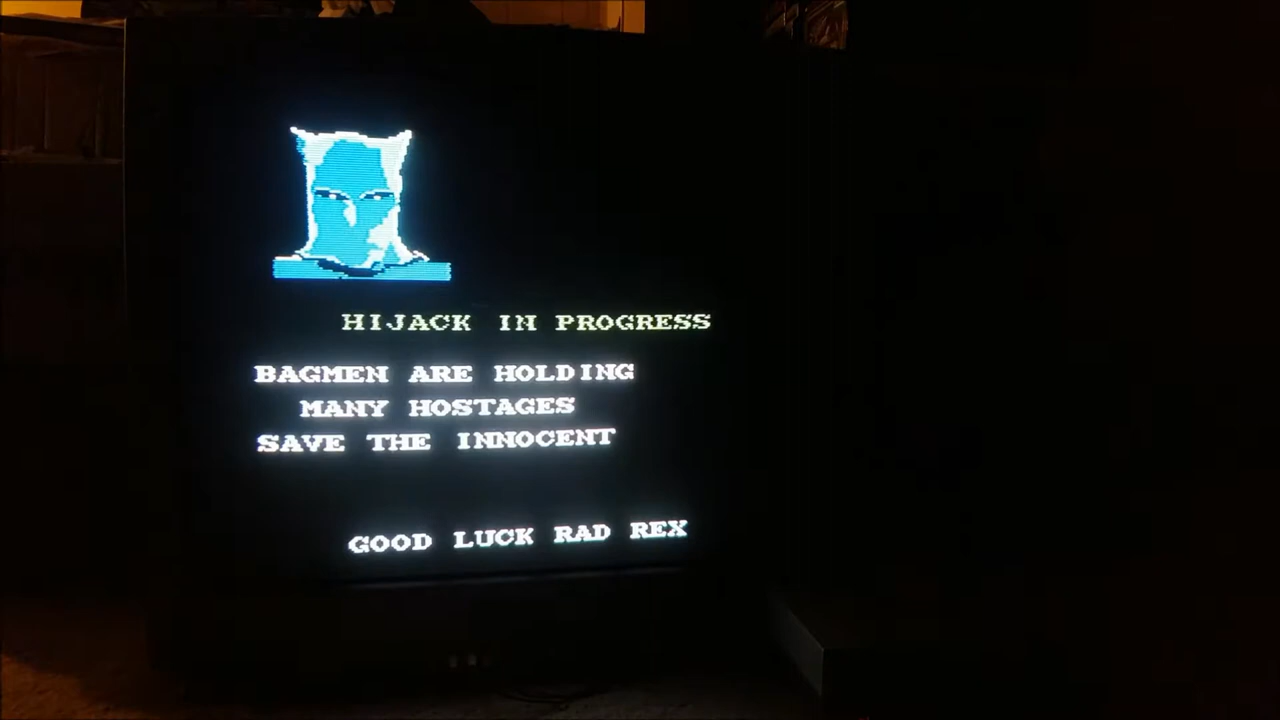 HIJACK IN PROGRESS
BAGMEN ARE HOLDING
MANY HOSTAGES
SAVE THE INNOCENT
GOOD LUCK RAD REX